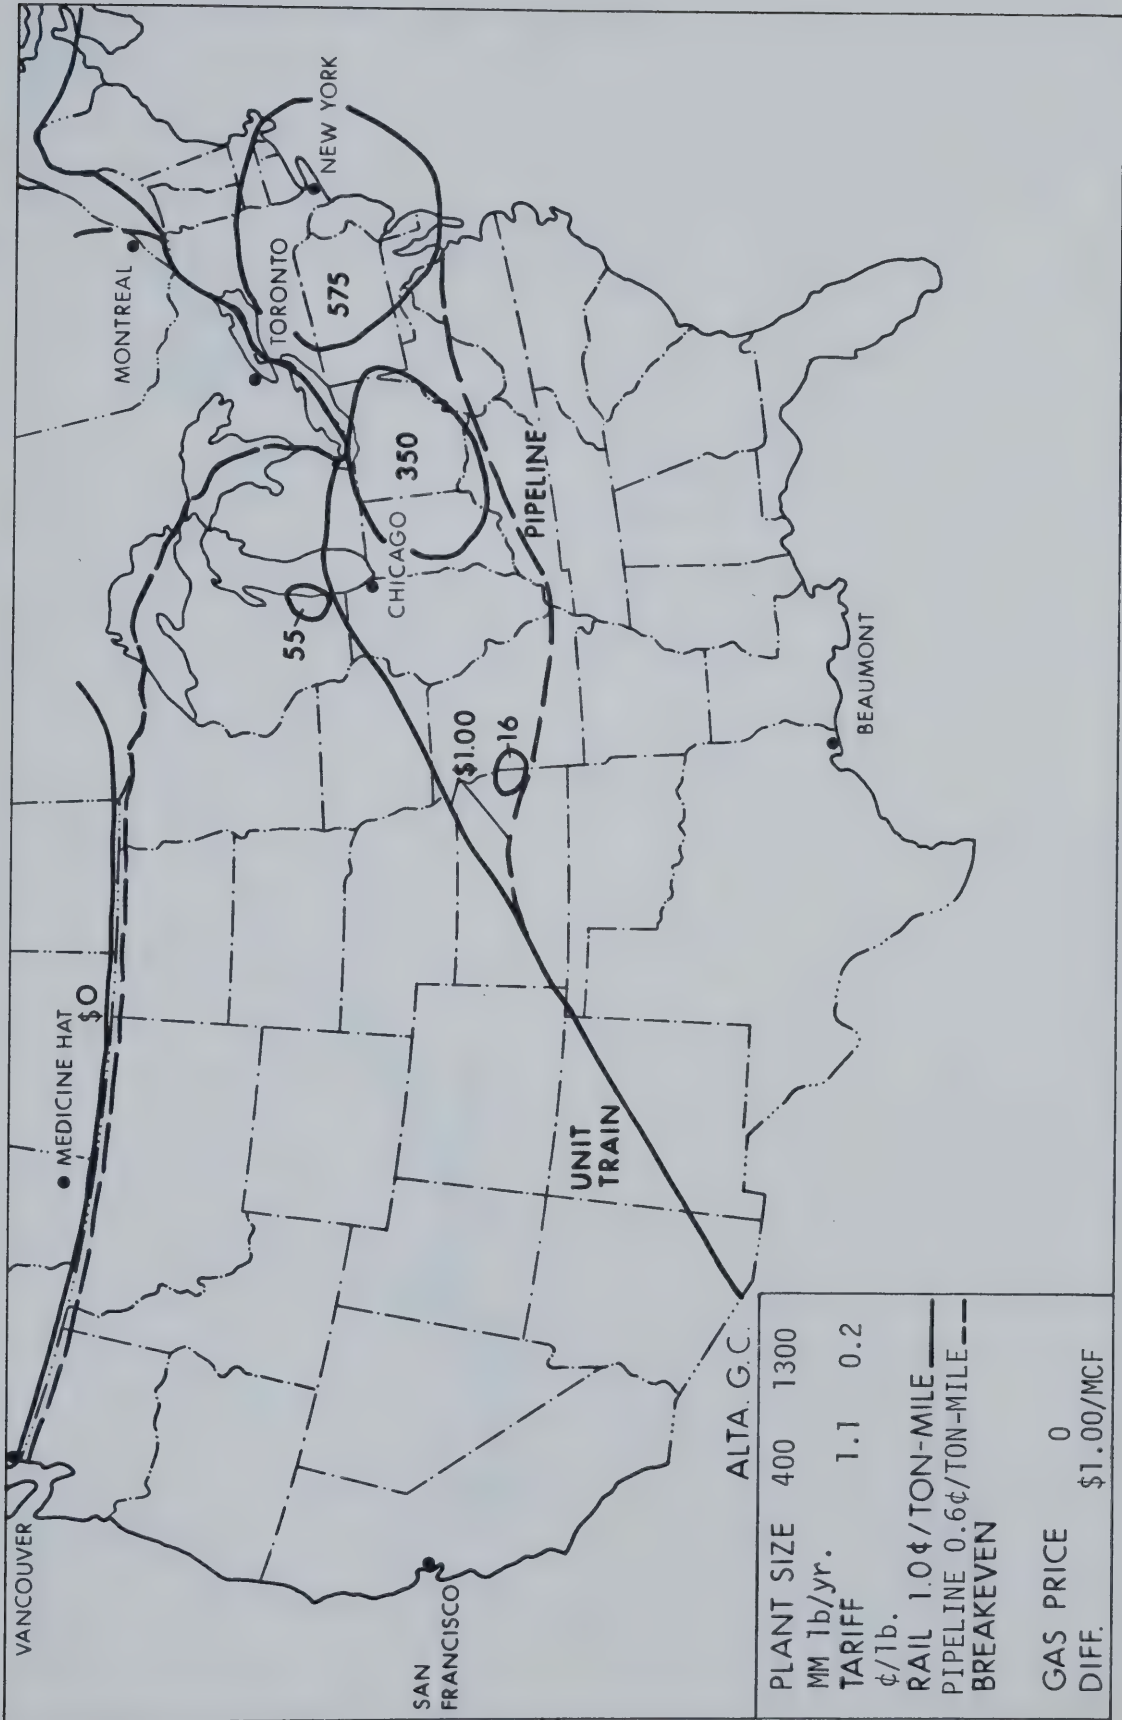 VANCOUVER
MEDICINE HAT
$0
MONTREAL
TORONTO
NEW YORK
575
350
CHICAGO
55
$1.00
16
PIPELINE
UNIT
TRAIN
BEAUMONT
SAN
FRANCISCO
ALTA. G.C.
PLANT SIZE 400 1300
MM lb/yr.
TARIFF 1.1 0.2
¢/lb.
RAIL 1.0¢/TON-MILE
PIPELINE 0.6¢/TON-MILE
BREAKEVEN
GAS PRICE 0
DIFF. $1.00/MCF